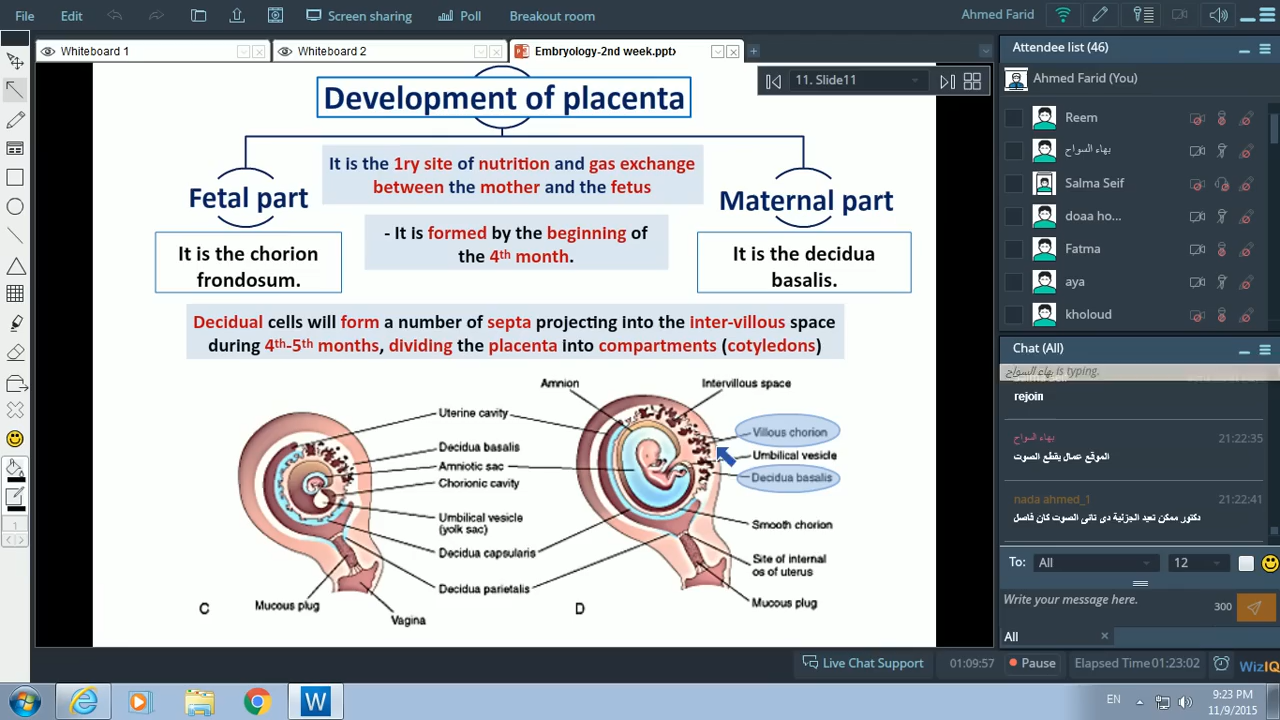 File Edit Screen sharing Poll Breakout room Ahmed Farid
Whiteboard 1
Whiteboard 2
Embryology-2nd week.ppt
11. Slide11
Development of placenta
It is the 1ry site of nutrition and gas exchange
between the mother and the fetus
Fetal part
Maternal part
- It is formed by the beginning of
the 4th month.
It is the chorion
frondosum.
It is the decidua
basalis.
Decidual cells will form a number of septa projecting into the inter-villous space
during 4th-5th months, dividing the placenta into compartments (cotyledons)
Uterine cavity
Decidua basalis
Amniotic sac
Chorionic cavity
Umbilical vesicle
(yolk sac)
Decidua capsularis
Decidua parietalis
Mucous plug
Vagina
C
Amnion
Intervillous space
Villous chorion
Umbilical vesicle
Decidua basalis
Smooth chorion
Site of internal
os of uterus
Mucous plug
D
Attendee list (46)
Ahmed Farid (You)
Reem
بهاء السواح
Salma Seif
doaa ho...
Fatma
aya
kholoud
Chat (All)
بهاء السواح is typing.
rejoin
بهاء السواح 21:22:35
الموقع عمال يقطع الصوت
nada ahmed_1 21:22:41
دكتور ممكن تعيد الجزئية دى تانى الصوت كان فاصل
To: All 12
Write your message here. 300
All
Live Chat Support 01:09:57 Pause Elapsed Time 01:23:02 WizIQ
EN
9:23 PM
11/9/2015